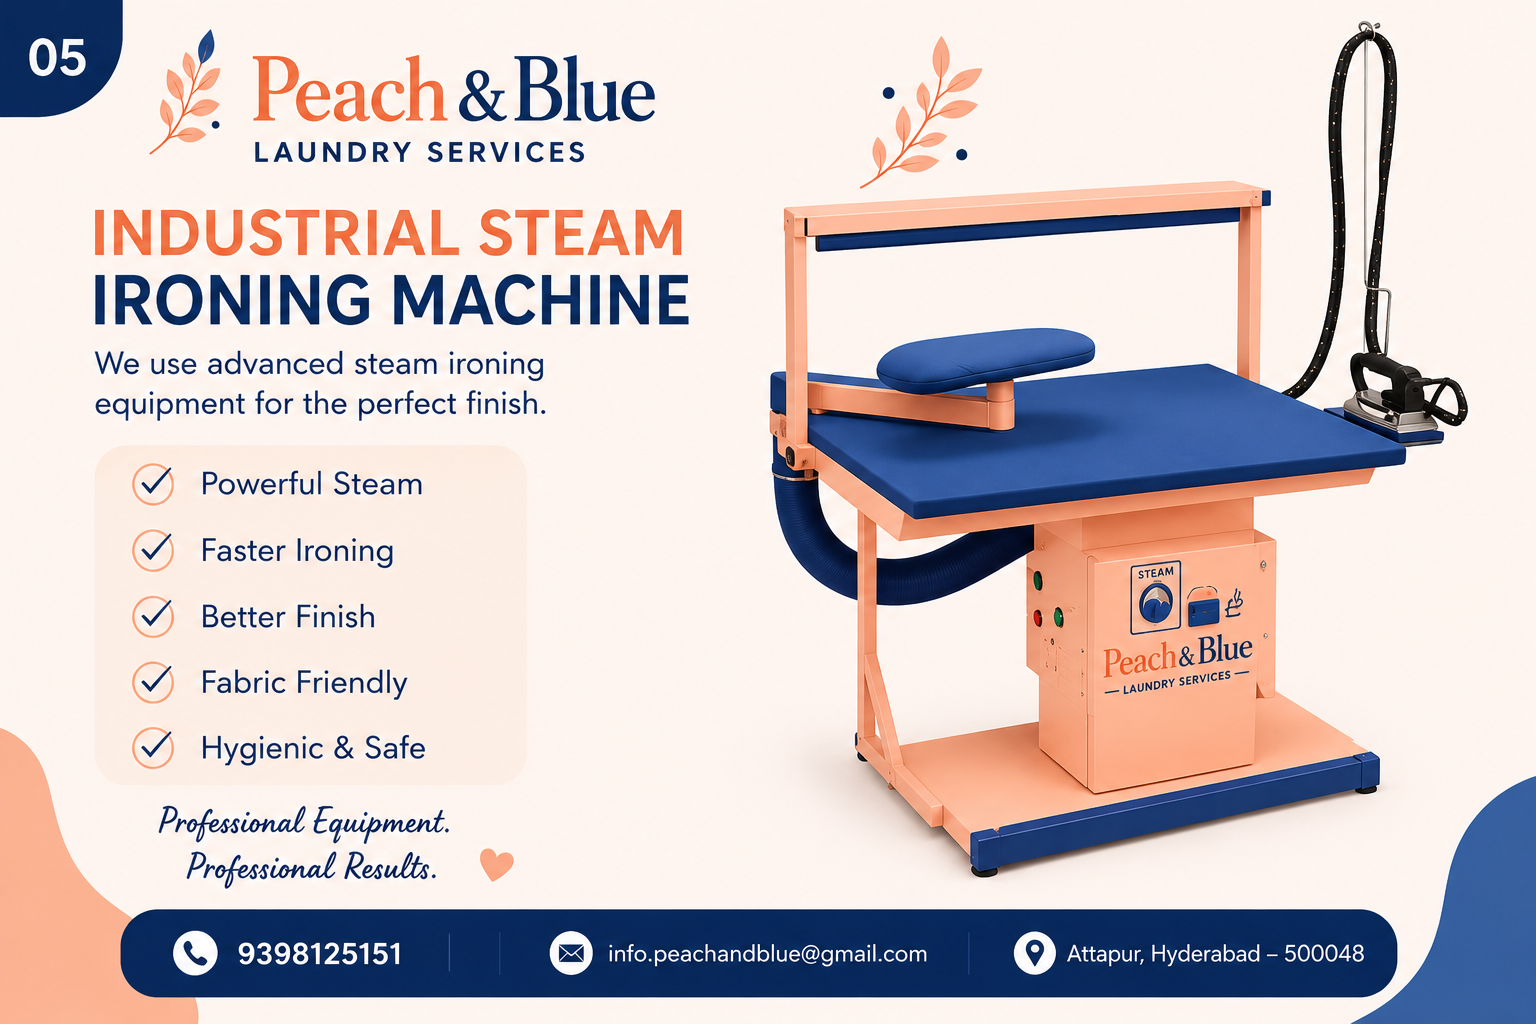 05
Peach & Blue
LAUNDRY SERVICES
INDUSTRIAL STEAM
IRONING MACHINE
We use advanced steam ironing
equipment for the perfect finish.
Powerful Steam
Faster Ironing
Better Finish
Fabric Friendly
Hygienic & Safe
Professional Equipment.
Professional Results.
STEAM
Peach & Blue
— LAUNDRY SERVICES —
9398125151
info.peachandblue@gmail.com
Attapur, Hyderabad – 500048